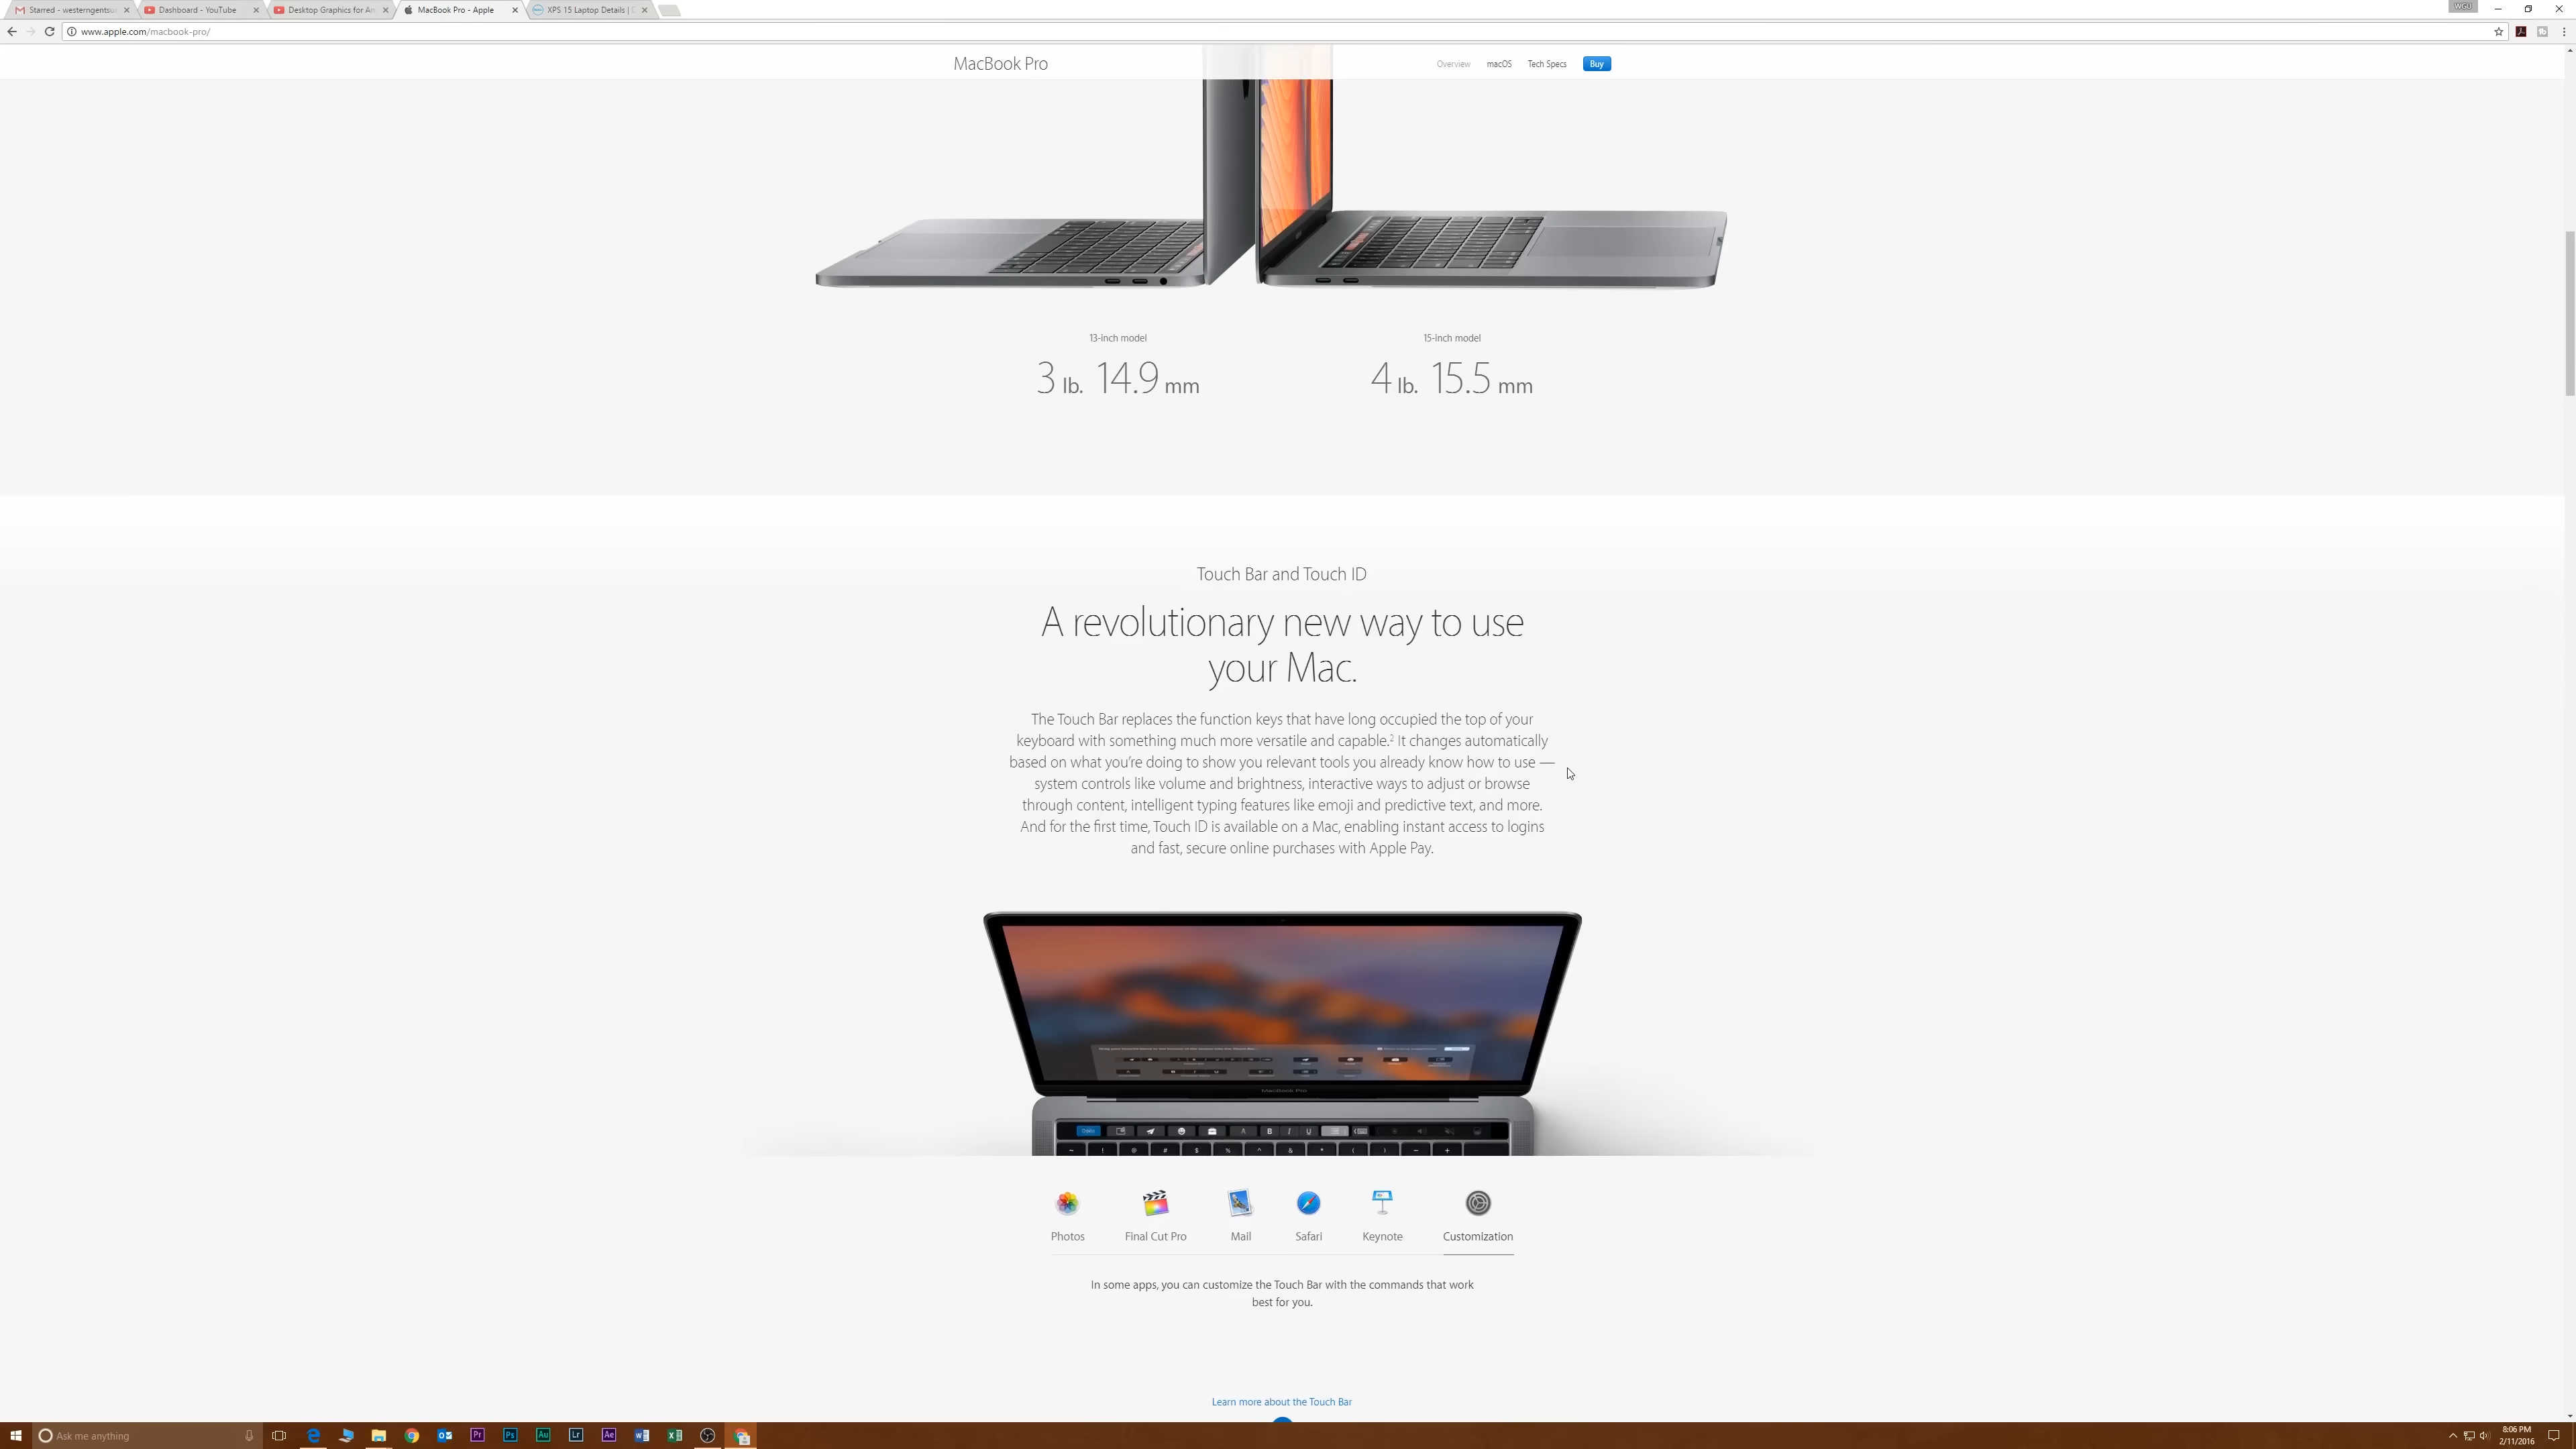 Starred - westerngentsu
Dashboard - YouTube
Desktop Graphics for An
MacBook Pro - Apple
XPS 15 Laptop Details | D
WGU
www.apple.com/macbook-pro/
MacBook Pro
Overview macOS Tech Specs Buy
13-inch model
3 lb. 14.9 mm
15-inch model
4 lb. 15.5 mm
Touch Bar and Touch ID
A revolutionary new way to use
your Mac.
The Touch Bar replaces the function keys that have long occupied the top of your
keyboard with something much more versatile and capable.² It changes automatically
based on what you're doing to show you relevant tools you already know how to use —
system controls like volume and brightness, interactive ways to adjust or browse
through content, intelligent typing features like emoji and predictive text, and more.
And for the first time, Touch ID is available on a Mac, enabling instant access to logins
and fast, secure online purchases with Apple Pay.
MacBook Pro
A B I U
~ ! @ # $ % ^ & * ( ) – +
Photos Final Cut Pro Mail Safari Keynote Customization
In some apps, you can customize the Touch Bar with the commands that work
best for you.
Learn more about the Touch Bar
Ask me anything
Pr Ps Au Lr Ae
8:06 PM
2/11/2016